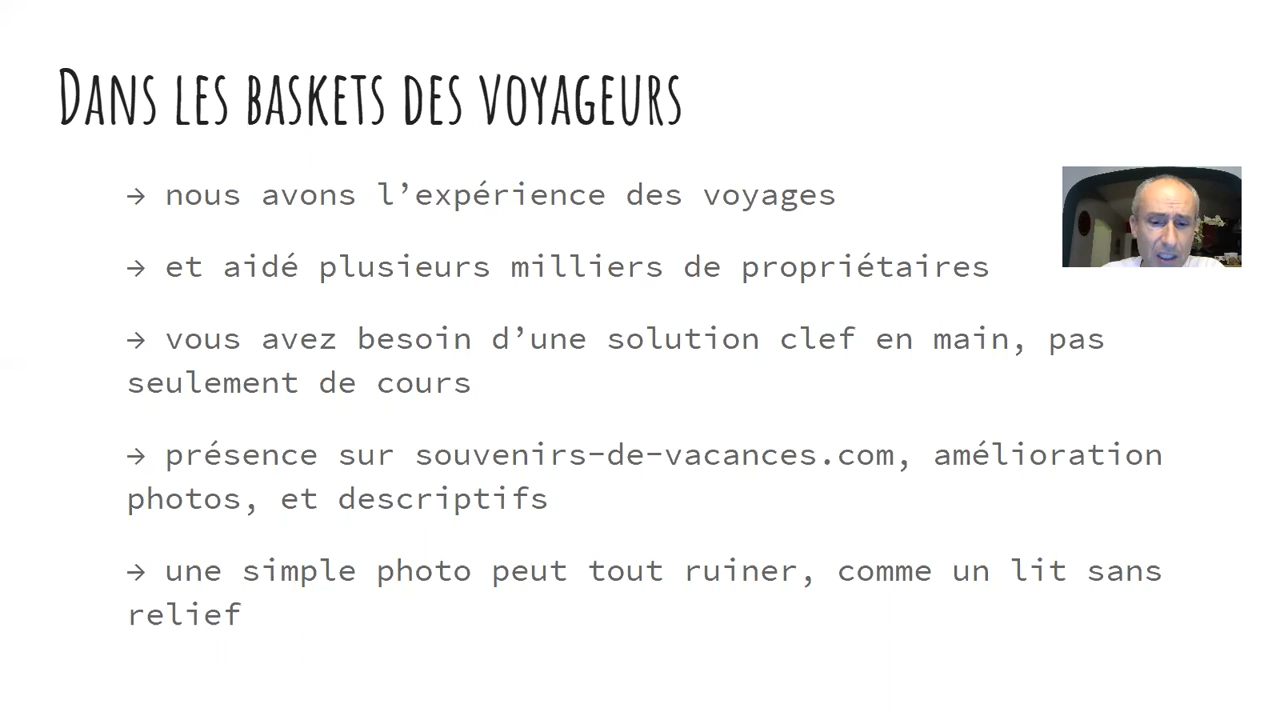 Dans les baskets des voyageurs
→ nous avons l’expérience des voyages
→ et aidé plusieurs milliers de propriétaires
→ vous avez besoin d’une solution clef en main, pas
seulement de cours
→ présence sur souvenirs-de-vacances.com, amélioration
photos, et descriptifs
→ une simple photo peut tout ruiner, comme un lit sans
relief